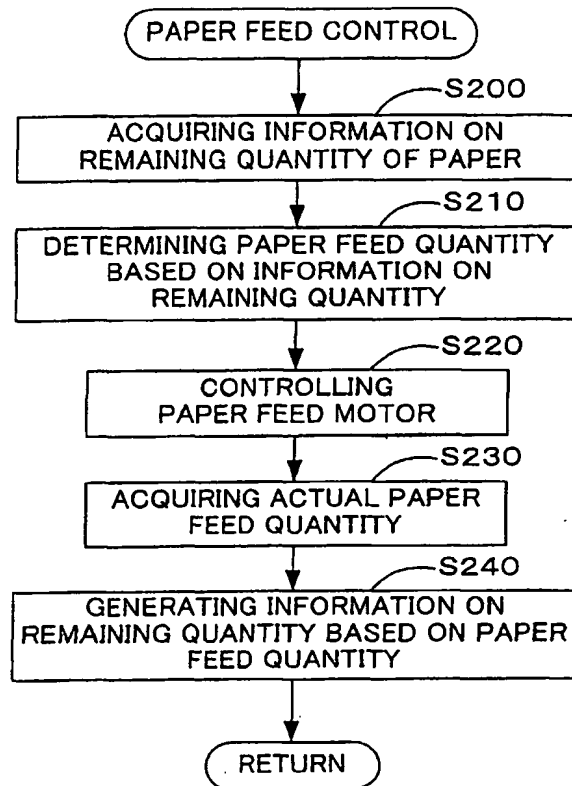 PAPER FEED CONTROL
S200
ACQUIRING INFORMATION ON
REMAINING QUANTITY OF PAPER
S210
DETERMINING PAPER FEED QUANTITY
BASED ON INFORMATION ON
REMAINING QUANTITY
S220
CONTROLLING
PAPER FEED MOTOR
S230
ACQUIRING ACTUAL PAPER
FEED QUANTITY
S240
GENERATING INFORMATION ON
REMAINING QUANTITY BASED ON PAPER
FEED QUANTITY
RETURN